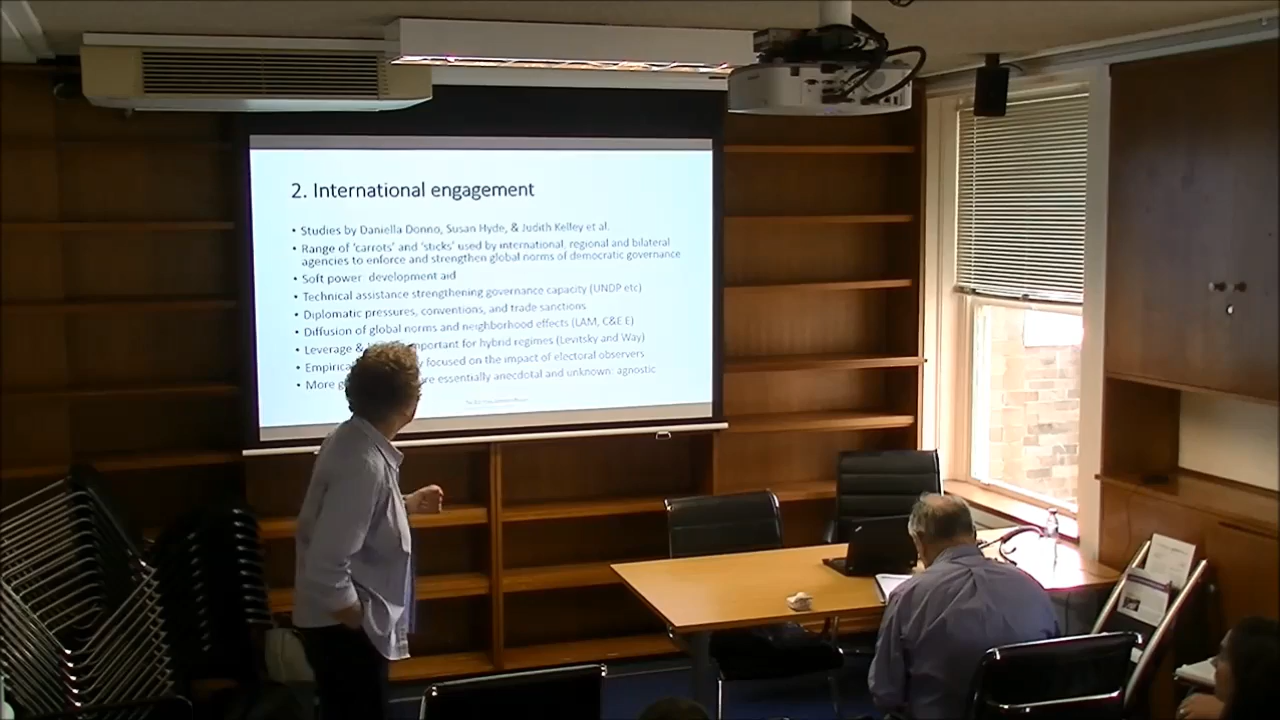 2. International engagement
• Studies by Daniella Donno, Susan Hyde, & Judith Kelley et al.
• Range of 'carrots' and 'sticks' used by international, regional and bilateral
agencies to enforce and strengthen global norms of democratic governance
• Soft power development aid
• Technical assistance strengthening governance capacity (UNDP etc)
• Diplomatic pressures, conventions, and trade sanctions
• Diffusion of global norms and neighborhood effects (LAM, C&E E)
• Leverage & important for hybrid regimes (Levitsky and Way)
• focused on the impact of electoral observers
• More essentially anecdotal and unknown: agnostic